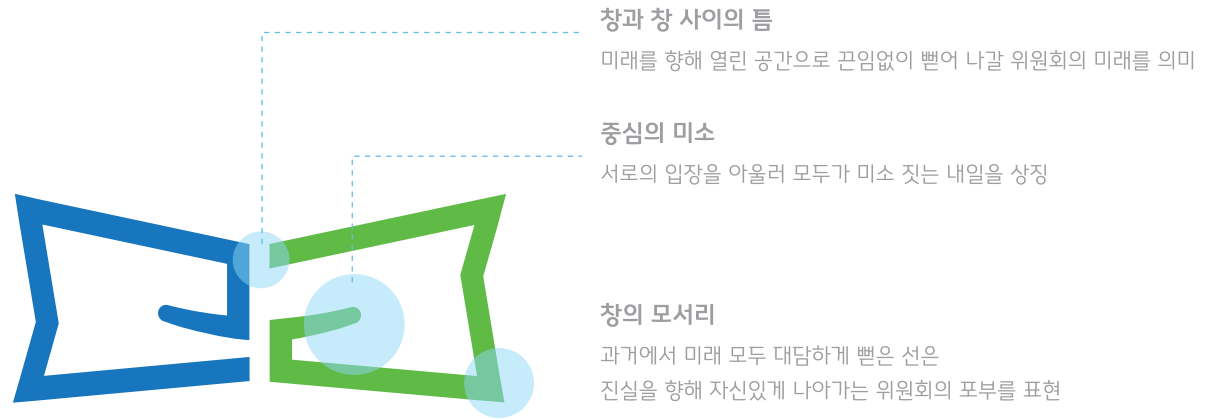 창과 창 사이의 틈
미래를 향해 열린 공간으로 끈임없이 뻗어 나갈 위원회의 미래를 의미
중심의 미소
서로의 입장을 아울러 모두가 미소 짓는 내일을 상징
창의 모서리
과거에서 미래 모두 대담하게 뻗은 선은
진실을 향해 자신있게 나아가는 위원회의 포부를 표현